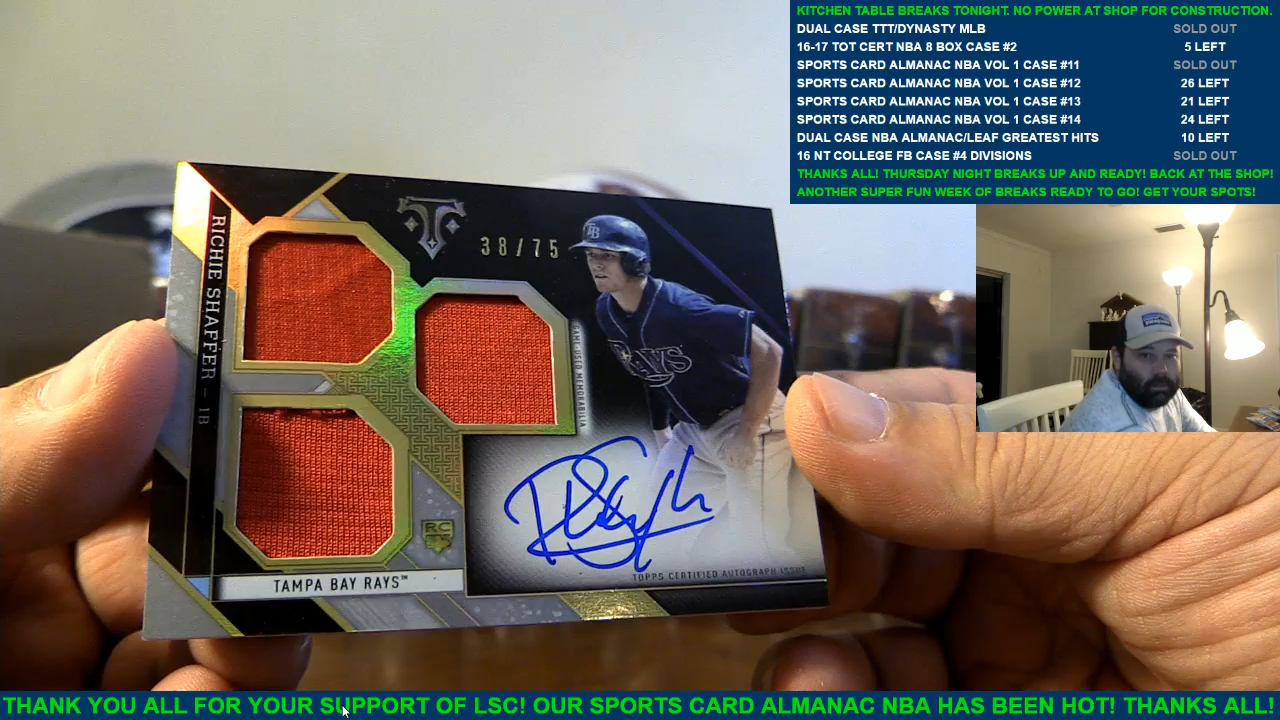 KITCHEN TABLE BREAKS TONIGHT. NO POWER AT SHOP FOR CONSTRUCTION.
DUAL CASE TTT/DYNASTY MLB SOLD OUT
16-17 TOT CERT NBA 8 BOX CASE #2 5 LEFT
SPORTS CARD ALMANAC NBA VOL 1 CASE #11 SOLD OUT
SPORTS CARD ALMANAC NBA VOL 1 CASE #12 26 LEFT
SPORTS CARD ALMANAC NBA VOL 1 CASE #13 21 LEFT
SPORTS CARD ALMANAC NBA VOL 1 CASE #14 24 LEFT
DUAL CASE NBA ALMANAC/LEAF GREATEST HITS 10 LEFT
16 NT COLLEGE FB CASE #4 DIVISIONS SOLD OUT
THANKS ALL! THURSDAY NIGHT BREAKS UP AND READY! BACK AT THE SHOP!
ANOTHER SUPER FUN WEEK OF BREAKS READY TO GO! GET YOUR SPOTS!
RICHIE SHAFFER - 1B
38/75
TB
RAYS
GAME-USED MEMORABILIA
RC
TAMPA BAY RAYS™
TOPPS CERTIFIED AUTOGRAPH ISSUE
THANK YOU ALL FOR YOUR SUPPORT OF LSC! OUR SPORTS CARD ALMANAC NBA HAS BEEN HOT! THANKS ALL!